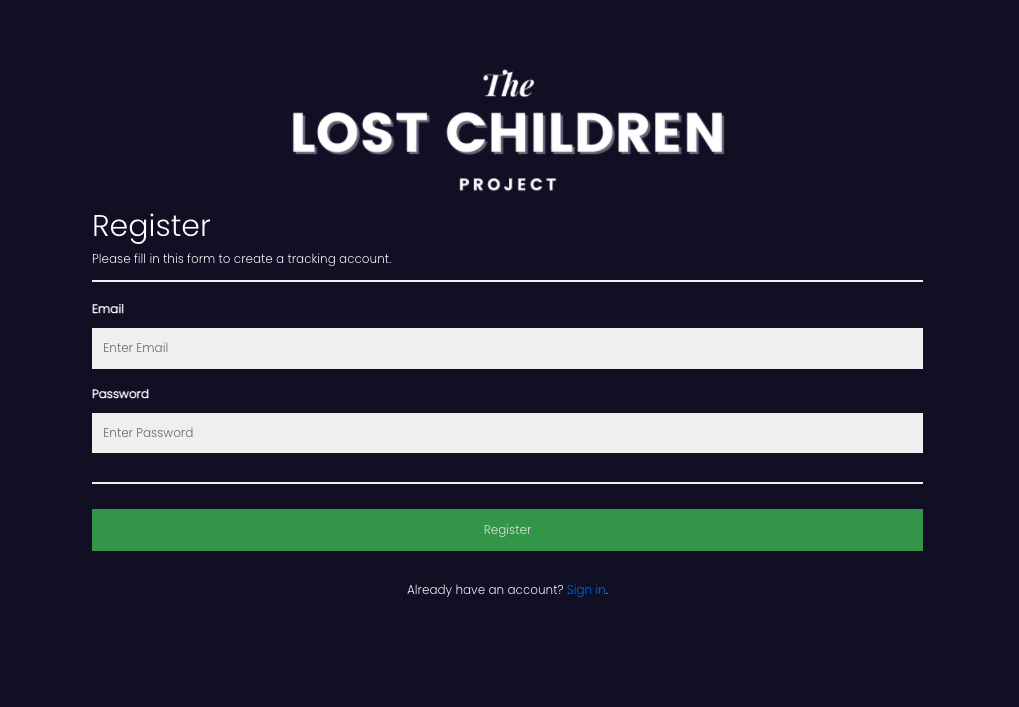 The
LOST CHILDREN
PROJECT
Register
Please fill in this form to create a tracking account.
Email
Enter Email
Password
Enter Password
Register
Already have an account? Sign in.